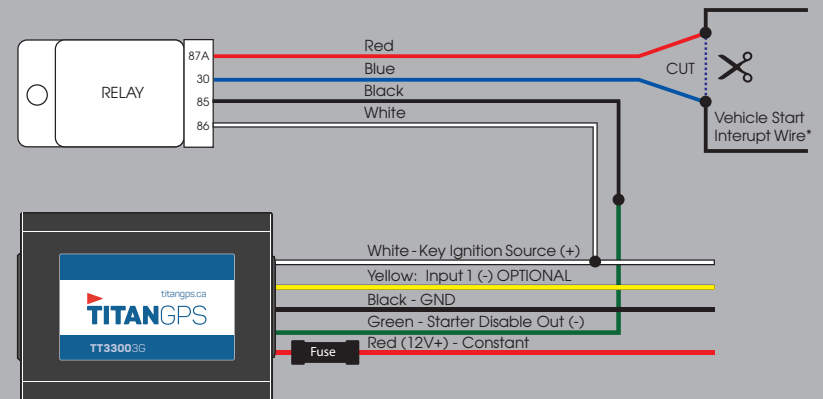 RELAY
87A
30
85
86
Red
Blue
Black
White
CUT
Vehicle Start
Interupt Wire*
titangps.ca
TITANGPS
TT33003G
White - Key Ignition Source (+)
Yellow: Input 1 (-) OPTIONAL
Black - GND
Green - Starter Disable Out (-)
Red (12V+) - Constant
Fuse